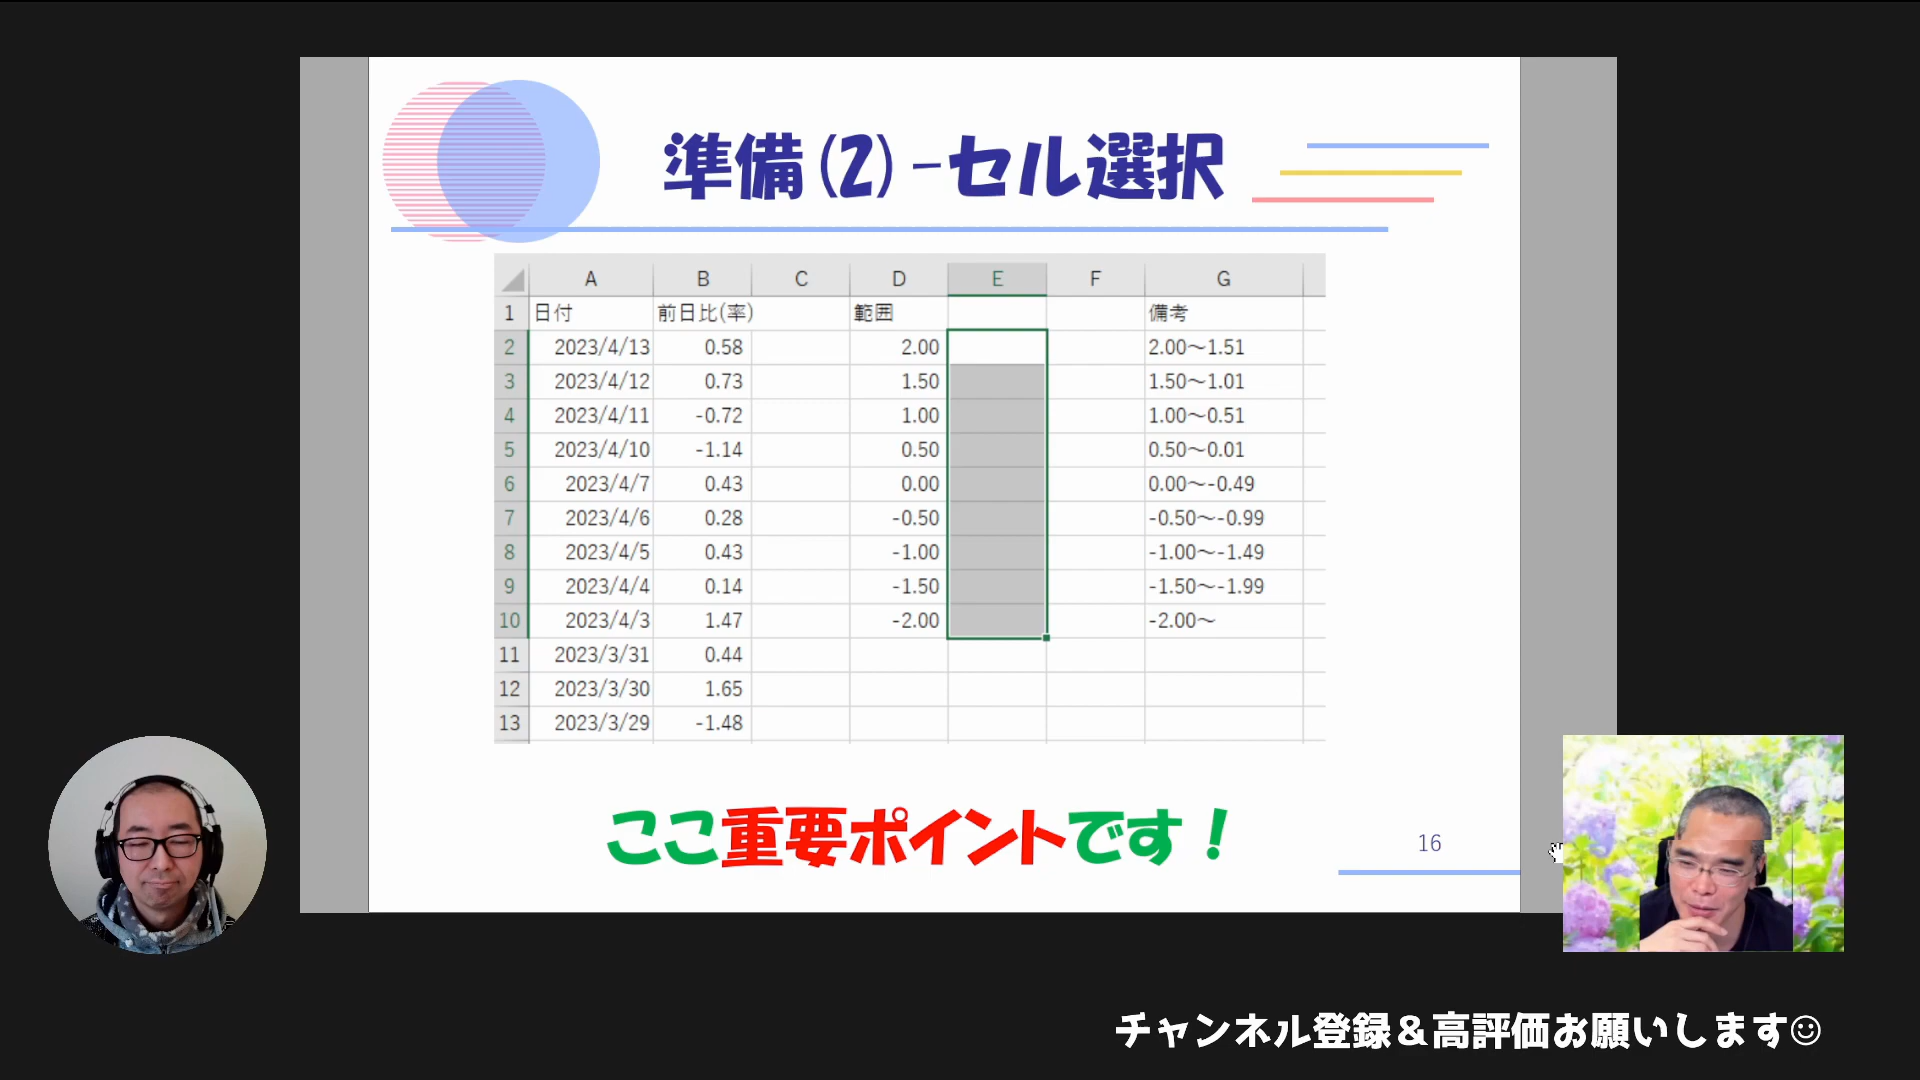 準備(2)-セル選択
A B C D E F G
1 日付 前日比(率) 範囲 備考
2 2023/4/13 0.58 2.00 2.00～1.51
3 2023/4/12 0.73 1.50 1.50～1.01
4 2023/4/11 -0.72 1.00 1.00～0.51
5 2023/4/10 -1.14 0.50 0.50～0.01
6 2023/4/7 0.43 0.00 0.00～-0.49
7 2023/4/6 0.28 -0.50 -0.50～-0.99
8 2023/4/5 0.43 -1.00 -1.00～-1.49
9 2023/4/4 0.14 -1.50 -1.50～-1.99
10 2023/4/3 1.47 -2.00 -2.00～
11 2023/3/31 0.44
12 2023/3/30 1.65
13 2023/3/29 -1.48
ここ重要ポイントです！
16
チャンネル登録＆高評価お願いします☺